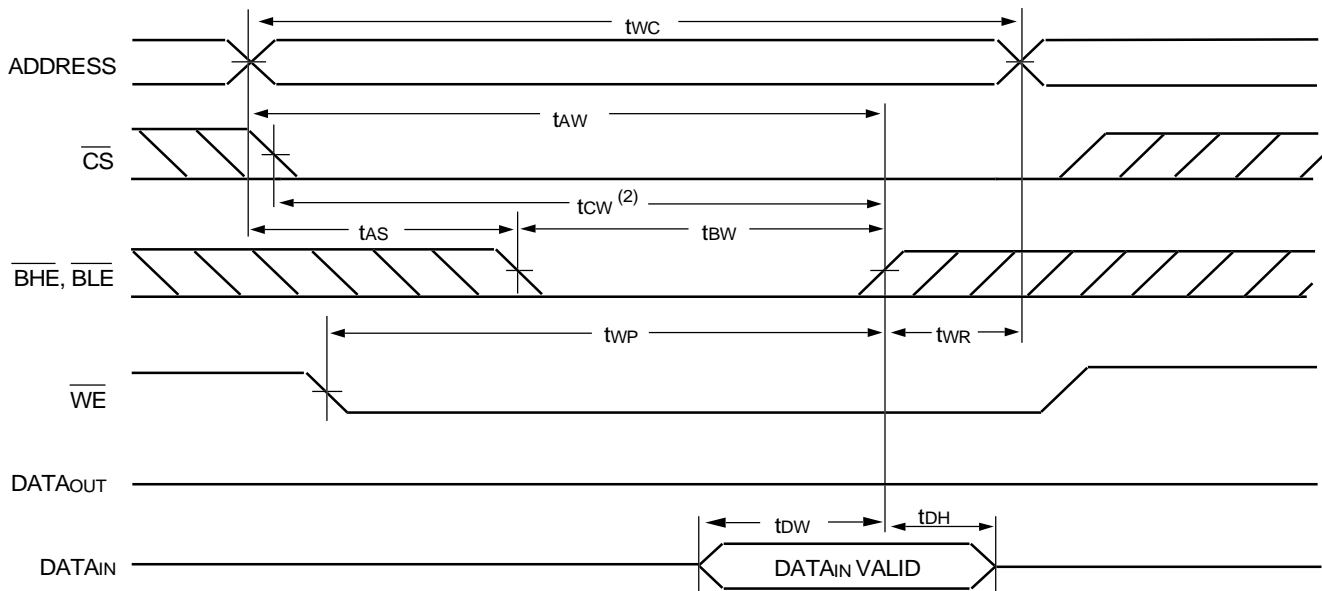 tWC
ADDRESS
tAW
CS
tCW (2)
tAS
tBW
BHE, BLE
tWP
tWR
WE
DATAOUT
tDW
tDH
DATAIN
DATAIN VALID